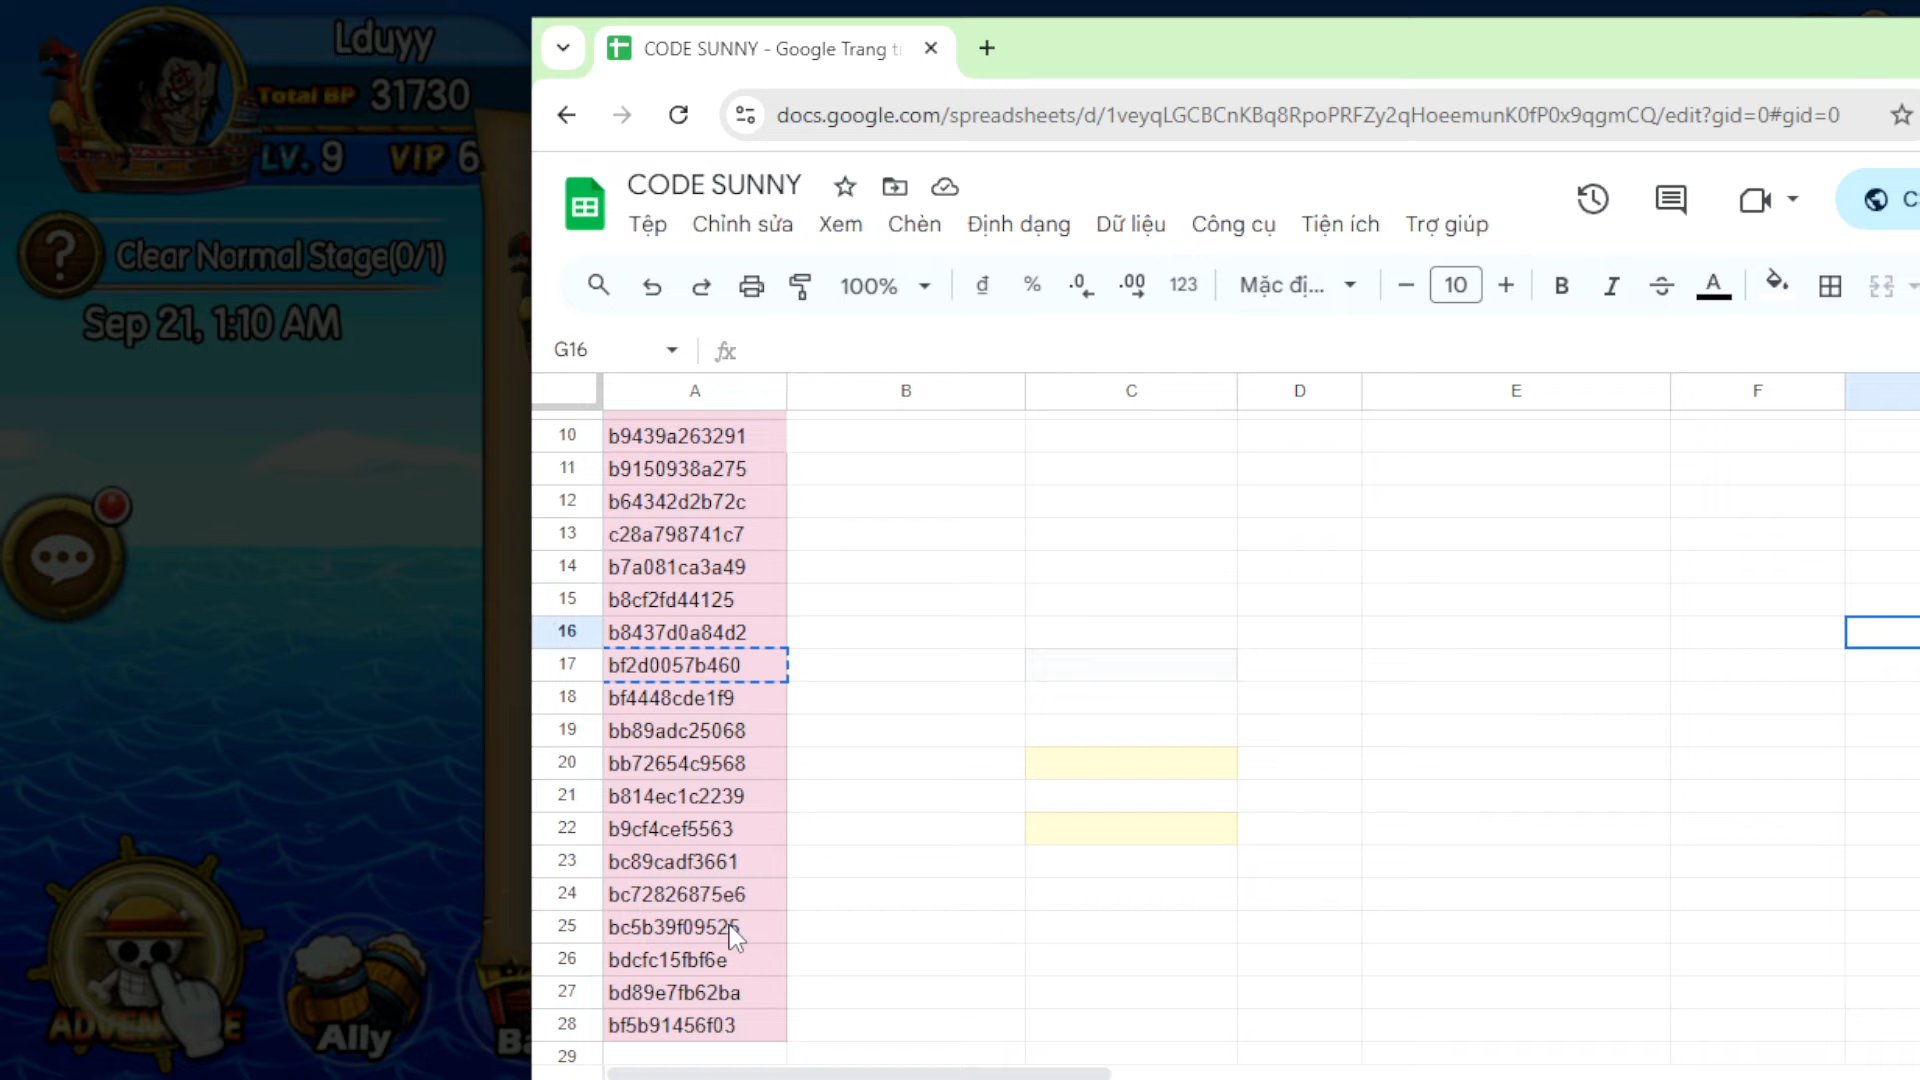 Lduyy
Total BP 31730
LV. 9 VIP 6
Clear Normal Stage(0/1)
Sep 21, 1:10 AM
ADVEN
Ally
CODE SUNNY - Google Trang t
docs.google.com/spreadsheets/d/1veyqLGCBCnKBq8RpoPRFZy2qHoeemunK0fP0x9qgmCQ/edit?gid=0#gid=0
CODE SUNNY
Tệp Chỉnh sửa Xem Chèn Định dạng Dữ liệu Công cụ Tiện ích Trợ giúp
100% đ % .0 .00 123 Mặc đị... 10 B I S A
G16 fx
A B C D E F
10 b9439a263291
11 b9150938a275
12 b64342d2b72c
13 c28a798741c7
14 b7a081ca3a49
15 b8cf2fd44125
16 b8437d0a84d2
17 bf2d0057b460
18 bf4448cde1f9
19 bb89adc25068
20 bb72654c9568
21 b814ec1c2239
22 b9cf4cef5563
23 bc89cadf3661
24 bc72826875e6
25 bc5b39f09525
26 bdcfc15fbf6e
27 bd89e7fb62ba
28 bf5b91456f03
29